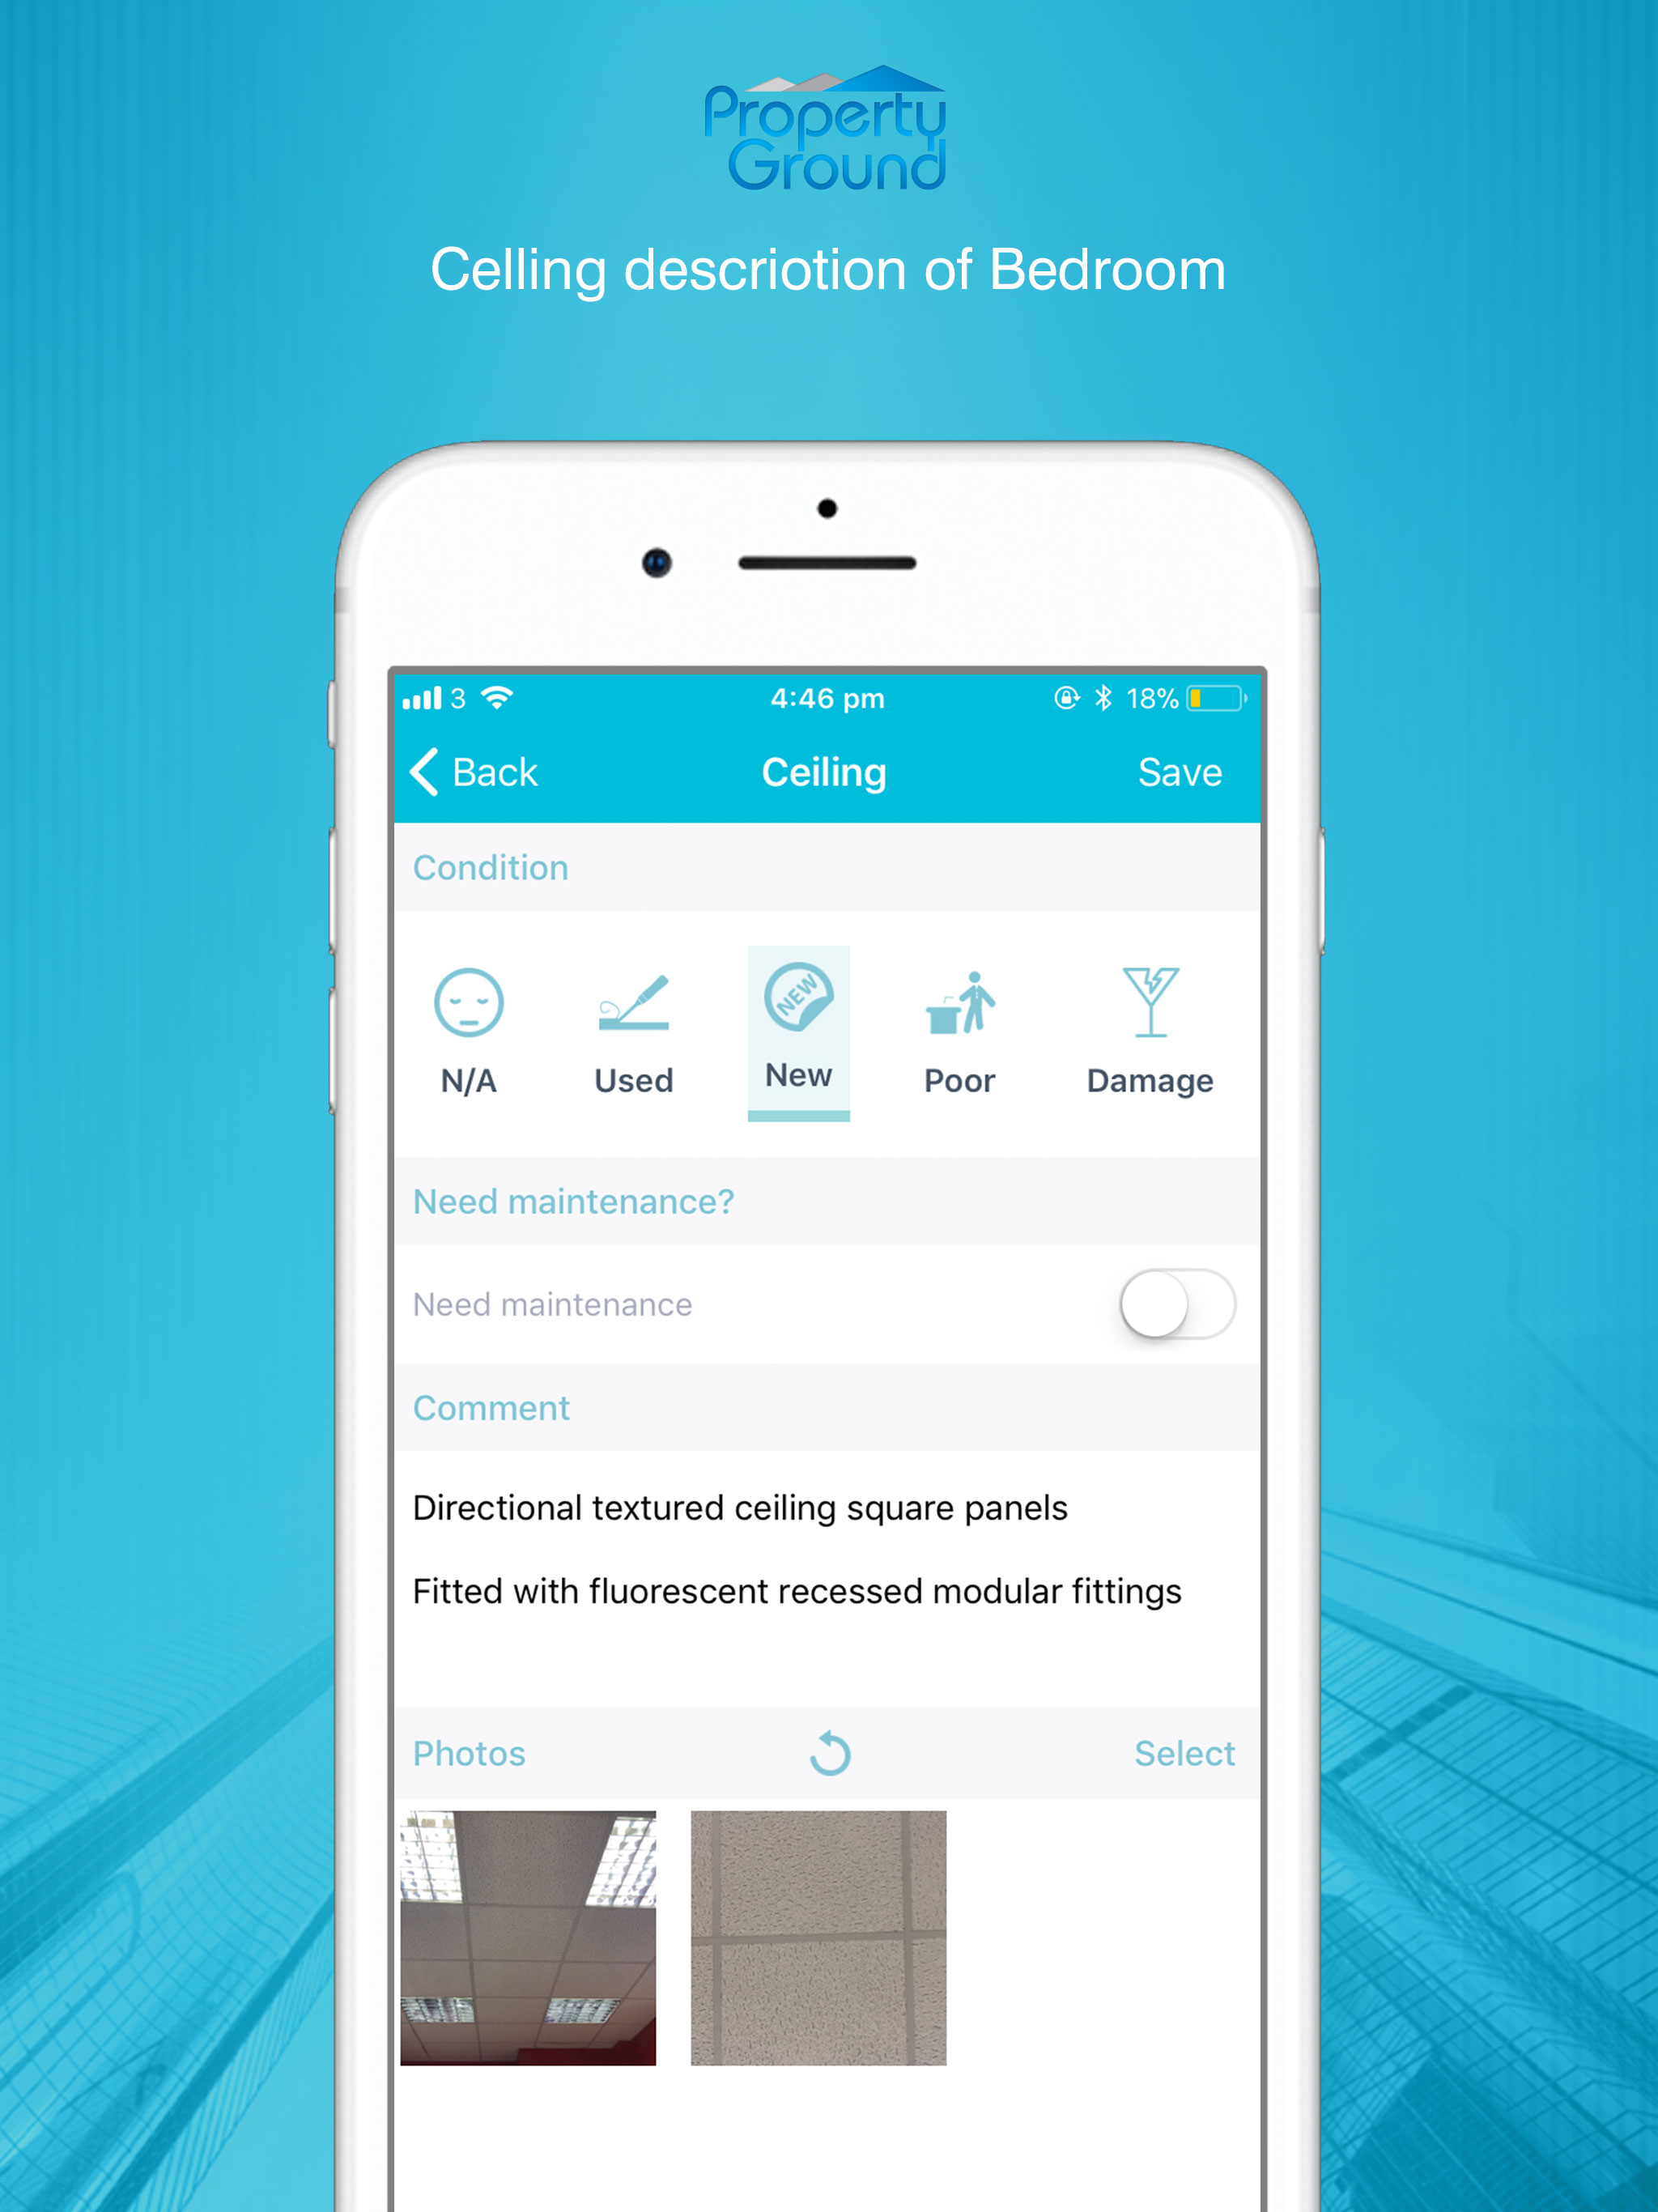 Property
Ground
Celling descriotion of Bedroom
3 4:46 pm 18%
Back Ceiling Save
Condition
NEW
N/A Used New Poor Damage
Need maintenance?
Need maintenance
Comment
Directional textured ceiling square panels
Fitted with fluorescent recessed modular fittings
Photos Select